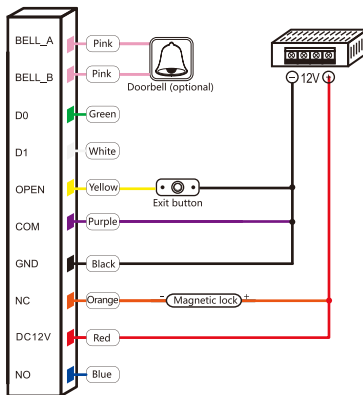 BELL_A Pink
BELL_B Pink
Doorbell (optional)
− 12V +
D0 Green
D1 White
OPEN Yellow
Exit button
COM Purple
GND Black
NC Orange − Magnetic lock +
DC12V Red
NO Blue